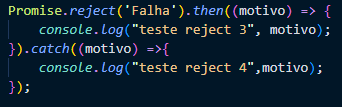 Promise.reject('Falha').then((motivo) => {
    console.log("teste reject 3", motivo);
}).catch((motivo) =>{
    console.log("teste reject 4",motivo);
});